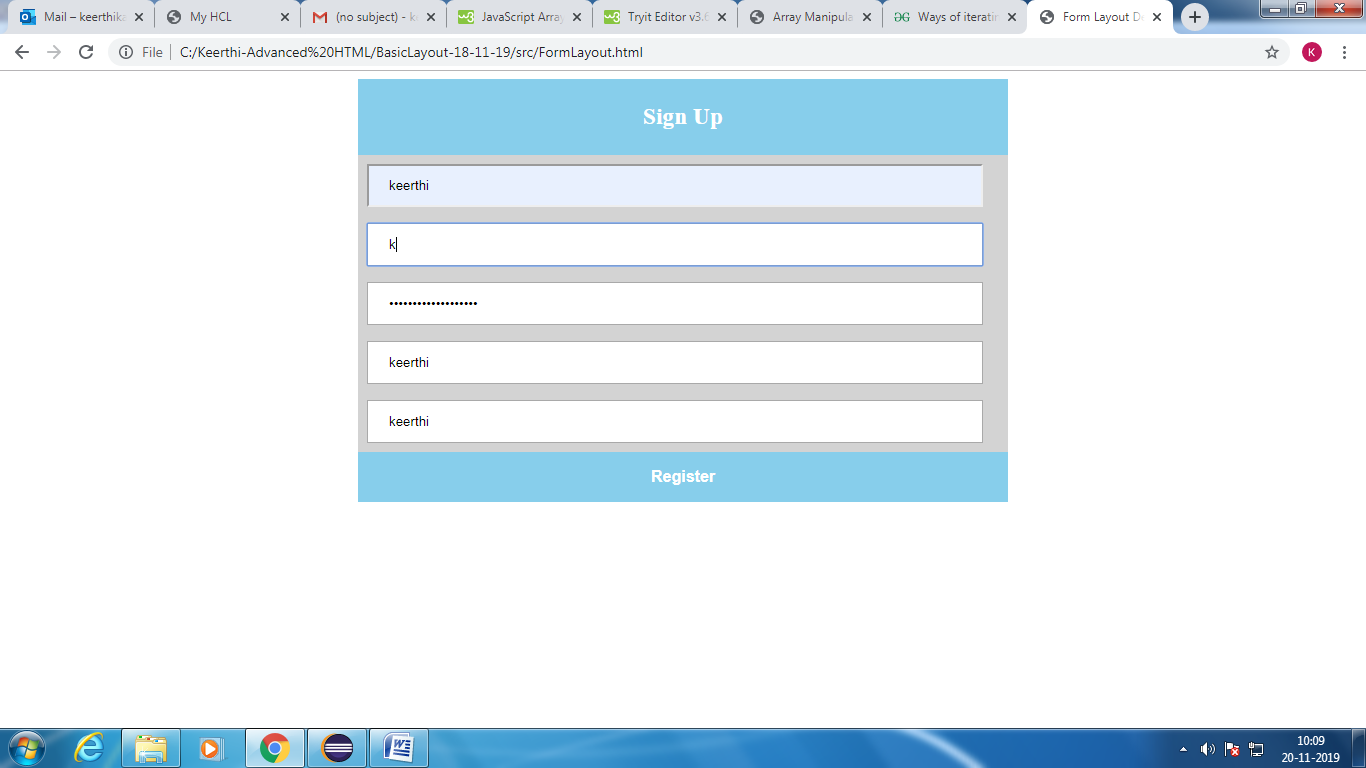 Mail – keerthika
My HCL
(no subject) - k
JavaScript Array
Tryit Editor v3.6
Array Manipula
Ways of iteratin
Form Layout De
File
C:/Keerthi-Advanced%20HTML/BasicLayout-18-11-19/src/FormLayout.html
K
Sign Up
keerthi
k
•••••••••••••••••••
keerthi
keerthi
Register
10:09
20-11-2019